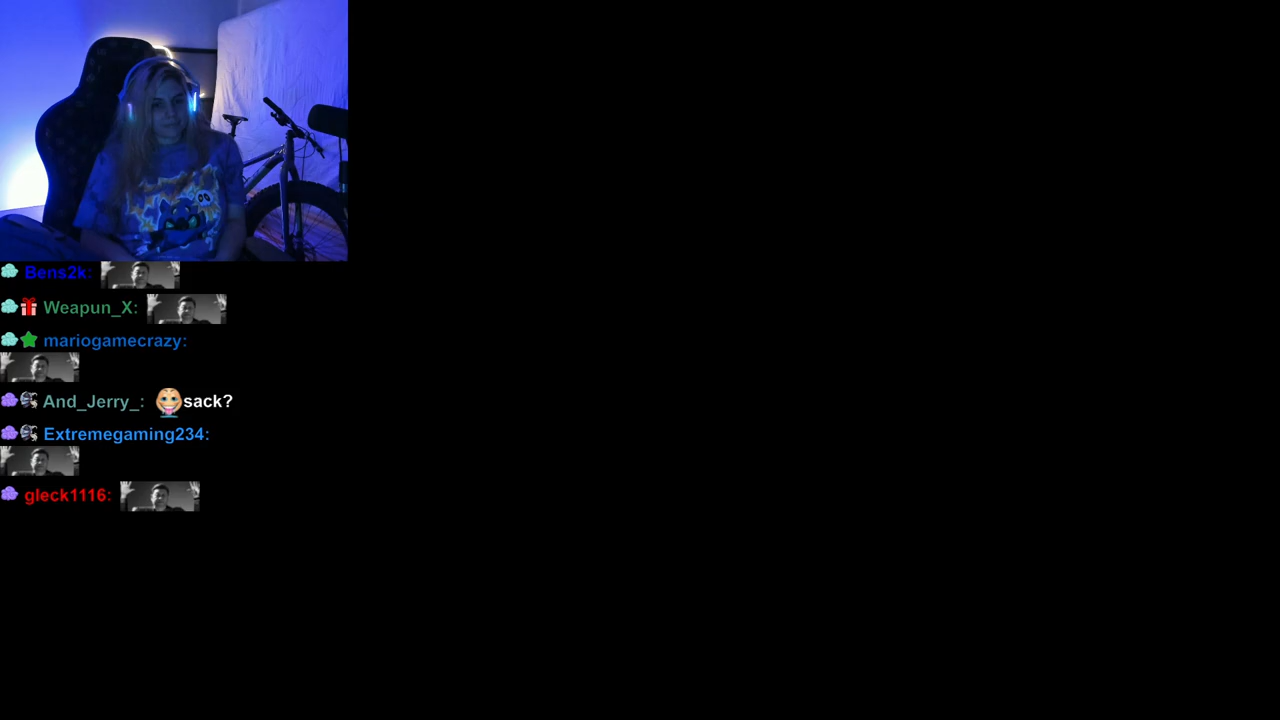 Bens2k:
Weapun_X:
mariogamecrazy:
And_Jerry_: sack?
Extremegaming234:
gleck1116: